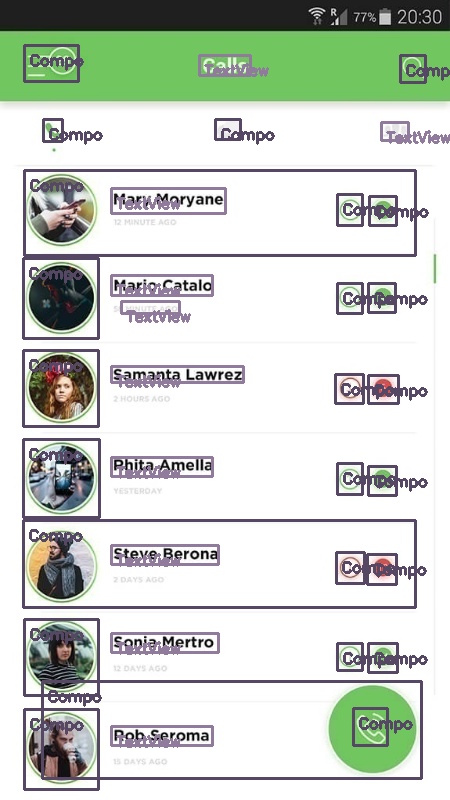 R 77% 20:30
Compo Calls TextView Compo
Compo Compo TextView
Compo Mary Moryane TextView Compo Compo
12 MINUTE AGO
Compo Mario Catalo TextView Compo Compo
TextView
Compo Samanta Lawrez TextView Compo Compo
2 HOURS AGO
Compo Rhita Amella TextView Compo Compo
YESTERDAY
Compo Steve Berona TextView Compo Compo
2 DAYS AGO
Compo Sonia Mertro TextView Compo Compo
12 DAYS AGO
Compo
Compo Rob Seroma TextView Compo
15 DAYS AGO